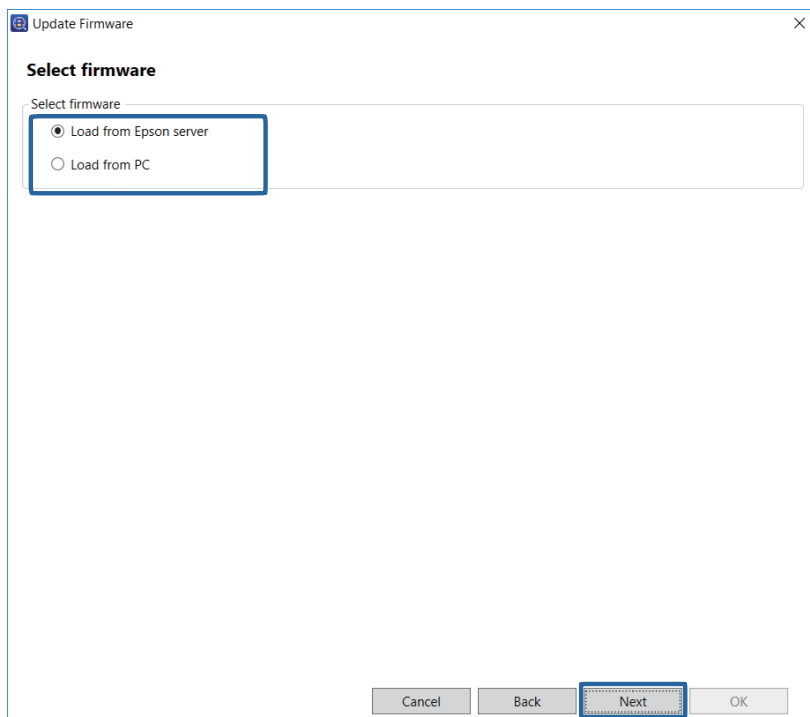 Update Firmware
Select firmware
Select firmware
Load from Epson server
Load from PC
Cancel Back Next OK